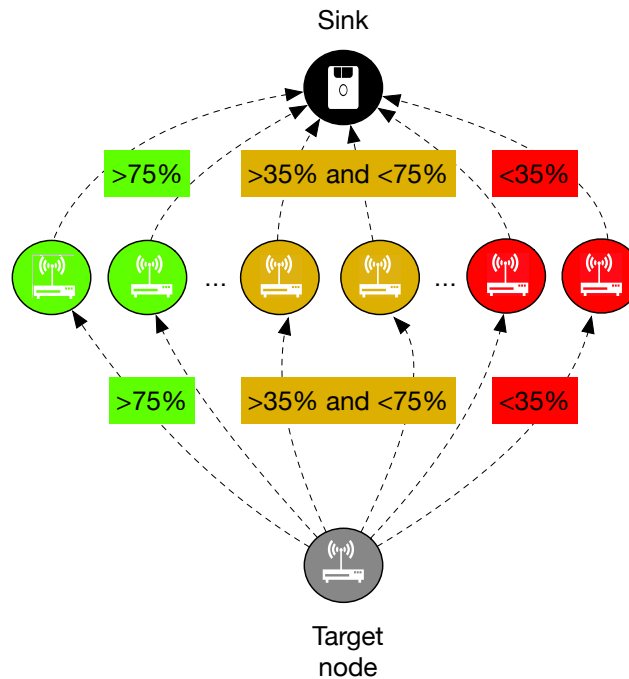 Sink
>75%
>35% and <75%
<35%
...
...
>75%
>35% and <75%
<35%
Target
node